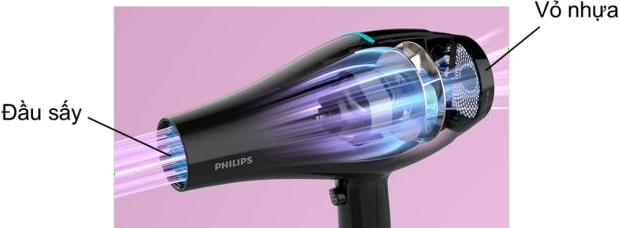 Vỏ nhựa
Đầu sấy
PHILIPS